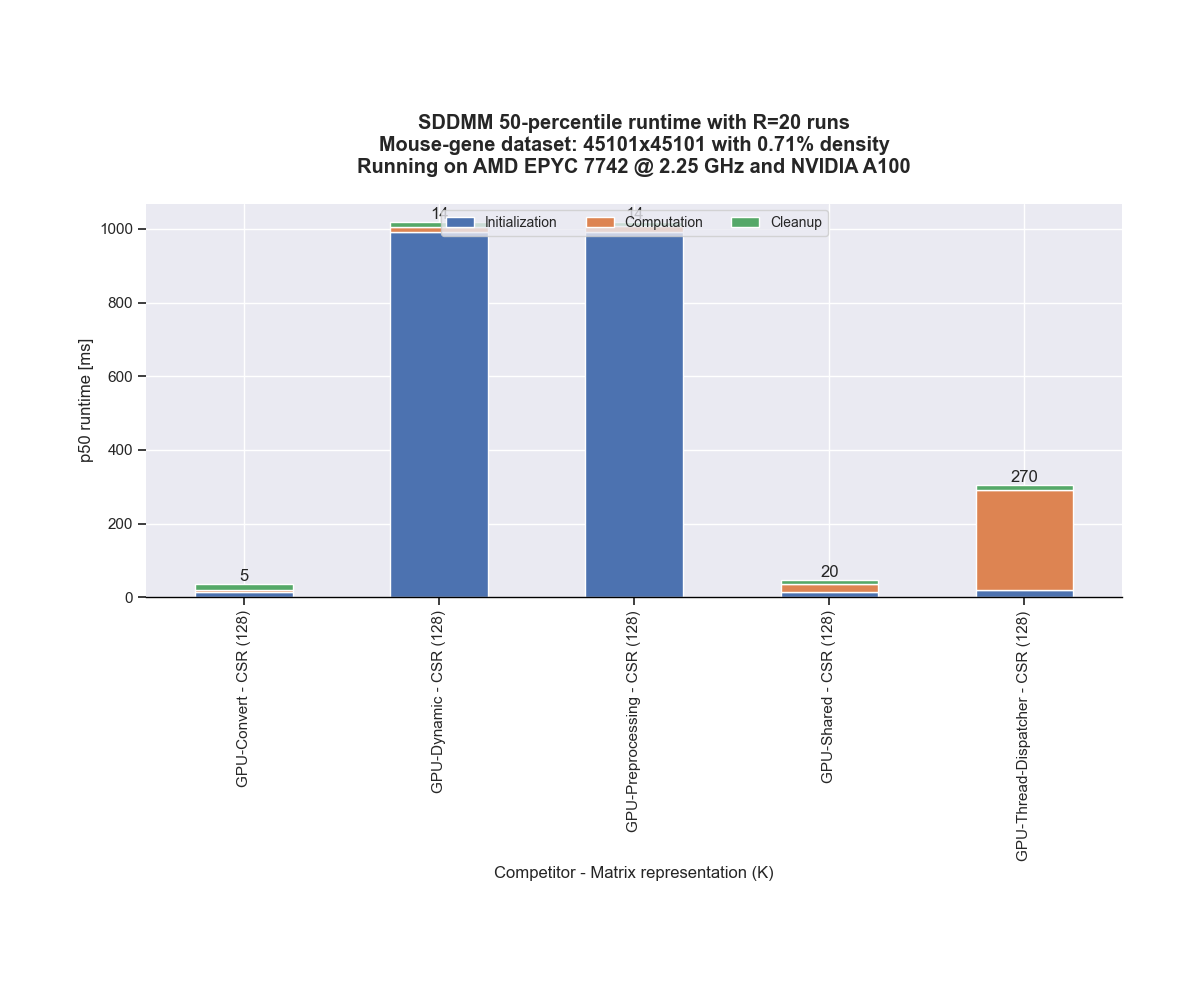 SDDMM 50-percentile runtime with R=20 runs
Mouse-gene dataset: 45101x45101 with 0.71% density
Running on AMD EPYC 7742 @ 2.25 GHz and NVIDIA A100
14 14
Initialization Computation Cleanup
1000
800
600
400
200
0
p50 runtime [ms]
5
20
270
GPU-Convert - CSR (128)
GPU-Dynamic - CSR (128)
GPU-Preprocessing - CSR (128)
GPU-Shared - CSR (128)
GPU-Thread-Dispatcher - CSR (128)
Competitor - Matrix representation (K)